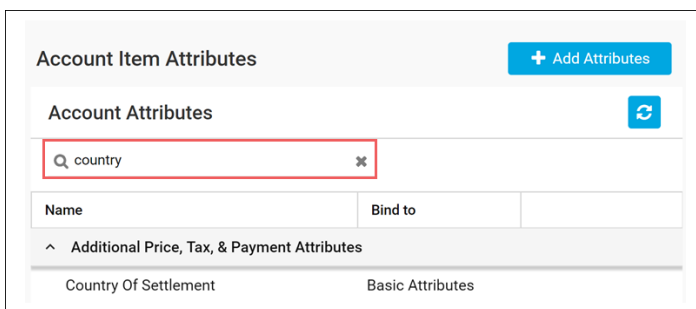 Account Item Attributes
Add Attributes
Account Attributes
country
Name Bind to
Additional Price, Tax, & Payment Attributes
Country Of Settlement Basic Attributes